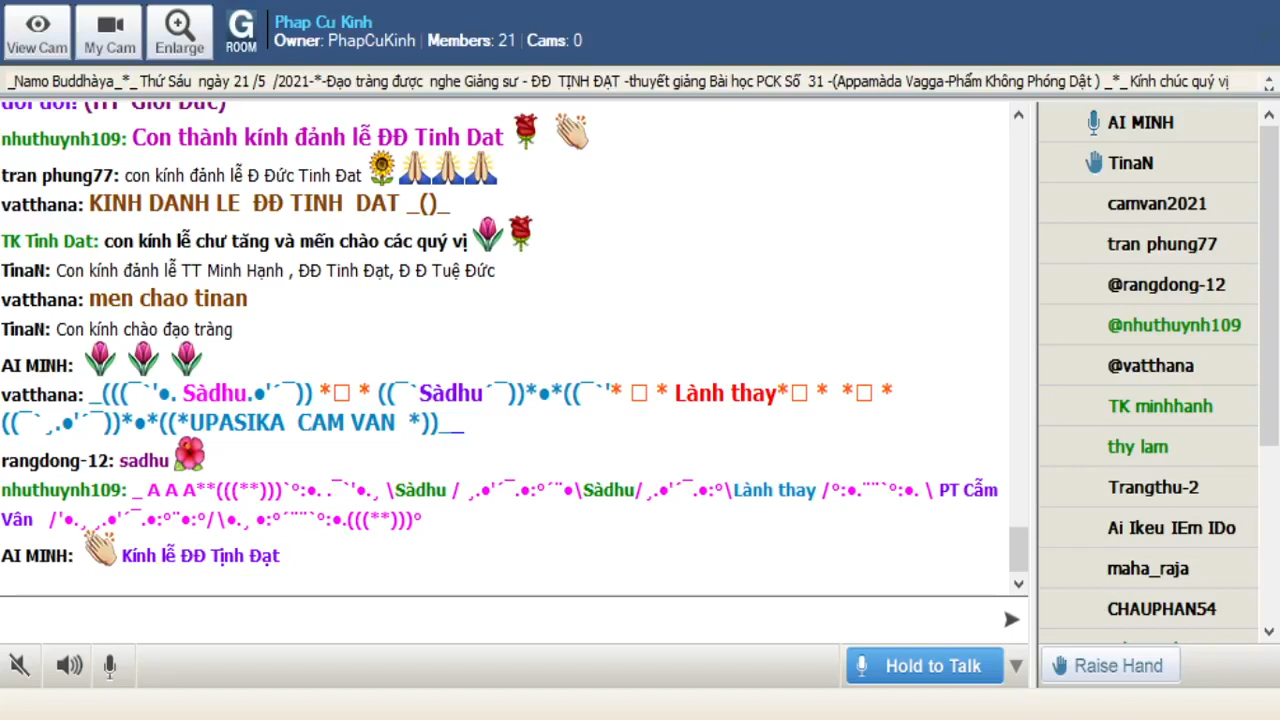 View Cam
My Cam
Enlarge
G ROOM
Phap Cu Kinh
Owner: PhapCuKinh | Members: 21 | Cams: 0
_Namo Buddhàya_*_ Thứ Sáu ngày 21 /5 /2021-*-Đạo tràng được nghe Giảng sư - ĐĐ TỊNH ĐẠT -thuyết giảng Bài học PCK Số 31 -(Appamàda Vagga-Phẩm Không Phóng Dật ) _*_ Kính chúc quý vị
nhuthuynh109: Con thành kính đảnh lễ ĐĐ Tinh Dat
tran phung77: con kính đảnh lễ Đ Đức Tinh Đat
vatthana: KINH DANH LE ĐĐ TINH DAT _()_
TK Tinh Dat: con kính lễ chư tăng và mến chào các quý vị
TinaN: Con kính đảnh lễ TT Minh Hạnh , ĐĐ Tinh Đạt, Đ Đ Tuệ Đức
vatthana: men chao tinan
TinaN: Con kính chào đạo tràng
AI MINH:
vatthana: _(((¯`'•. Sàdhu.•'´¯)) *□ * ((¯`Sàdhu´¯))*•*((¯`'* □ * Lành thay*□ * *□ *
((¯`¸.•'´¯))*•*((*UPASIKA CAM VAN *))__
rangdong-12: sadhu
nhuthuynh109: _ A A A**(((**)))`°:•. .¯`'•.¸ \Sàdhu / ¸.•'´¯.•:°´¨•\Sàdhu/¸.•'´¯.•:°\Lành thay /°:•.¨¨`°:•. \ PT Cẩm
Vân /'•.¸ ¸.•'´¯.•:°¨•:°/\•.¸ •:°´¨¨`°:•.(((**)))°
AI MINH: Kính lễ ĐĐ Tịnh Đạt
Hold to Talk
AI MINH
TinaN
camvan2021
tran phung77
@rangdong-12
@nhuthuynh109
@vatthana
TK minhhanh
thy lam
Trangthu-2
Ai Ikeu IEm IDo
maha_raja
CHAUPHAN54
Raise Hand